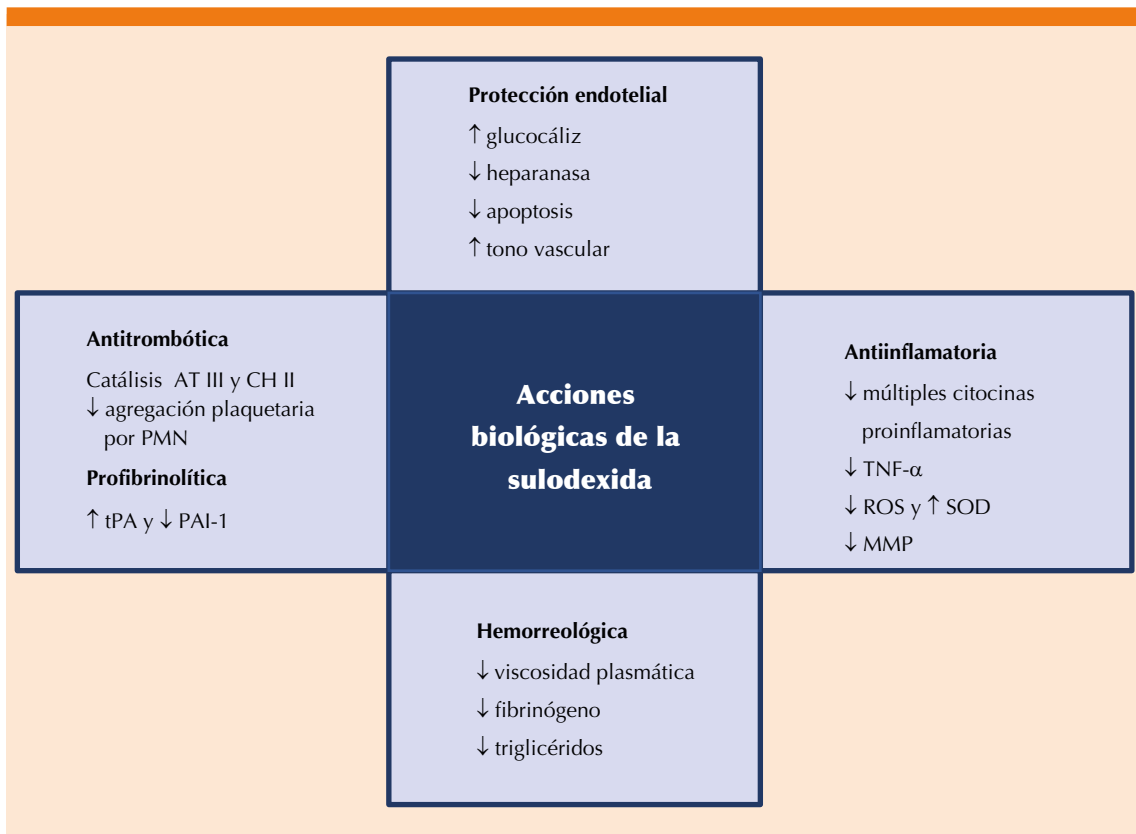 Protección endotelial
↑ glucocáliz
↓ heparanasa
↓ apoptosis
↑ tono vascular
Antitrombótica
Catálisis AT III y CH II
↓ agregación plaquetaria
por PMN
Profibrinolítica
↑ tPA y ↓ PAI-1
Acciones
biológicas de la
sulodexida
Antiinflamatoria
↓ múltiples citocinas
proinflamatorias
↓ TNF-α
↓ ROS y ↑ SOD
↓ MMP
Hemorreológica
↓ viscosidad plasmática
↓ fibrinógeno
↓ triglicéridos